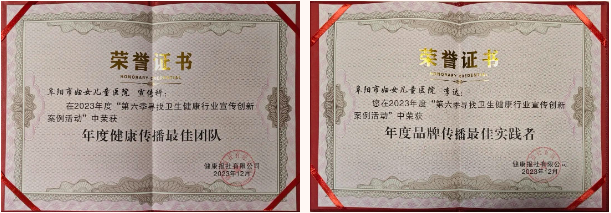 荣誉证书
HONORARY CREDENTIAL
阜阳市妇女儿童医院 宣传科:
在2023年度“第六季寻找卫生健康行业宣传创新
案例活动”中荣获
年度健康传播最佳团队
健康报社有限公司
2023年12月
荣誉证书
HONORARY CREDENTIAL
阜阳市妇女儿童医院 李达:
您在2023年度“第六季寻找卫生健康行业宣传创新
案例活动”中荣获
年度品牌传播最佳实践者
健康报社有限公司
2023年12月